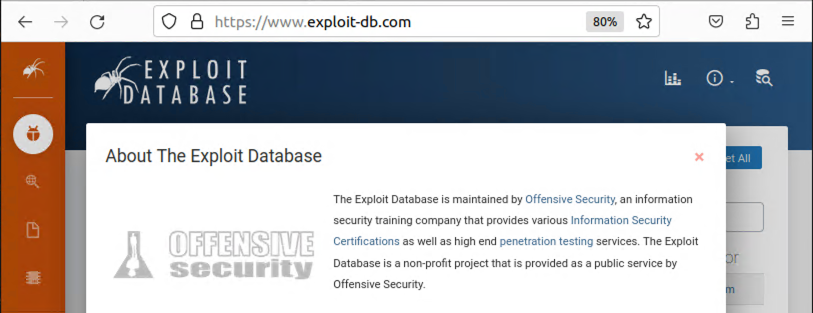 https://www.exploit-db.com
80%
EXPLOIT
DATABASE
About The Exploit Database
et All
The Exploit Database is maintained by Offensive Security, an information
security training company that provides various Information Security
Certifications as well as high end penetration testing services. The Exploit
Database is a non-profit project that is provided as a public service by
Offensive Security.
OFFENSIVE
security
or
m